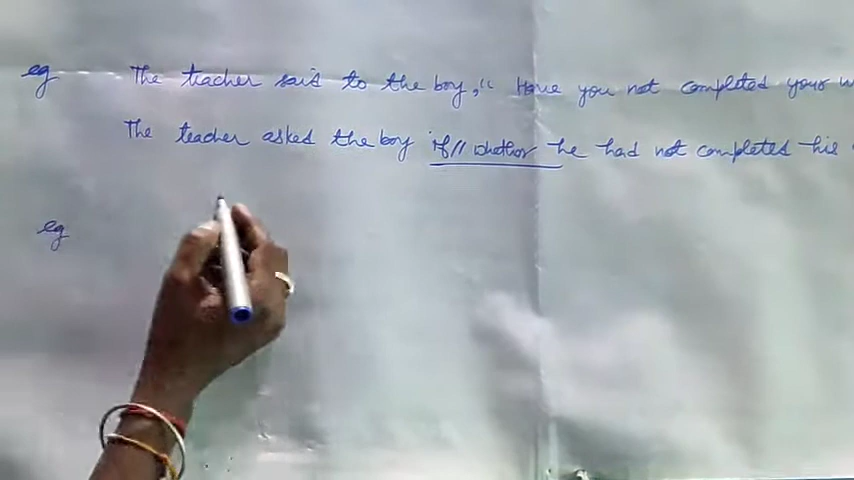 eg The teacher said to the boy, " Have you not completed your
The teacher asked the boy if // whether he had not completed his
eg